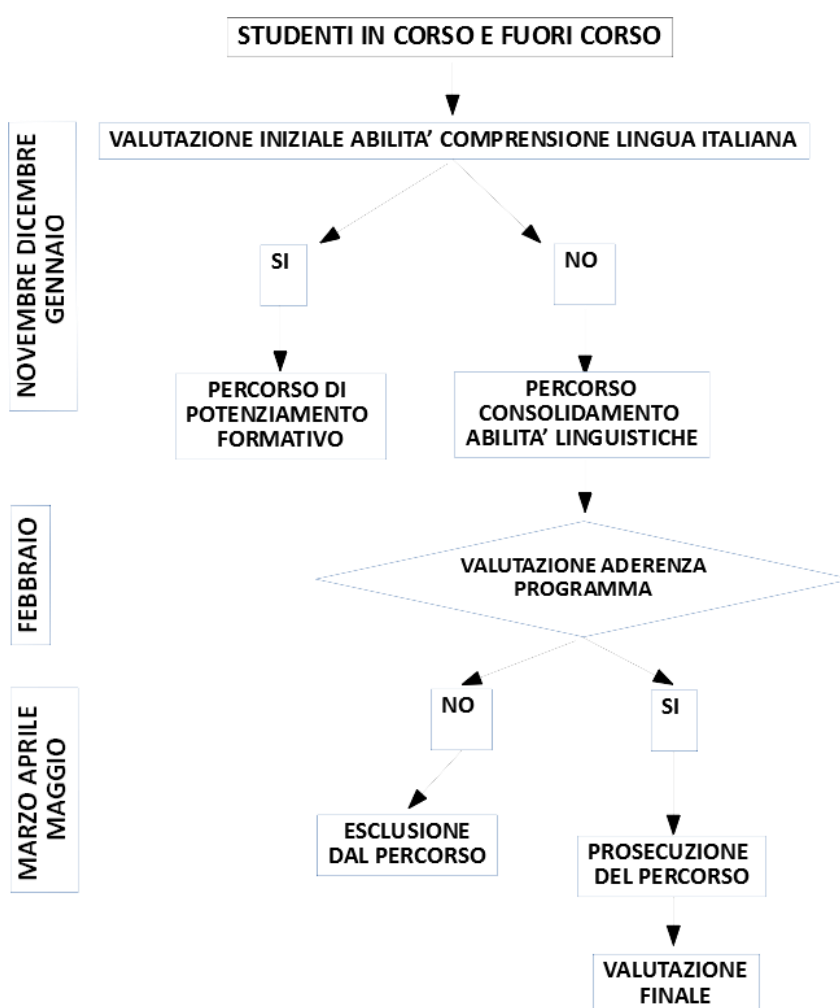 STUDENTI IN CORSO E FUORI CORSO
VALUTAZIONE INIZIALE ABILITA’ COMPRENSIONE LINGUA ITALIANA
NOVEMBRE DICEMBRE
GENNAIO
SI
NO
PERCORSO DI
POTENZIAMENTO
FORMATIVO
PERCORSO
CONSOLIDAMENTO
ABILITA’ LINGUISTICHE
FEBBRAIO
VALUTAZIONE ADERENZA
PROGRAMMA
MARZO APRILE
MAGGIO
NO
SI
ESCLUSIONE
DAL PERCORSO
PROSECUZIONE
DEL PERCORSO
VALUTAZIONE
FINALE